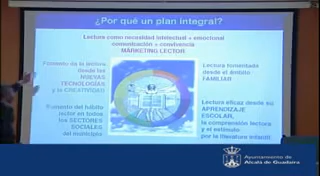 ¿Por qué un plan integral?
Lectura como necesidad intelectual + emocional
comunicación + convivencia
MÁRKETING LECTOR
Fomento de la lectura
desde las
NUEVAS
TECNOLOGÍAS
y la CREATIVIDAD
Lectura fomentada
desde el ámbito
FAMILIAR
Fomento del hábito
lector en todos
los SECTORES
SOCIALES
del municipio
Lectura eficaz desde su
APRENDIZAJE
ESCOLAR,
la comprensión lectora
y el estímulo
por la literatura infantil
Ayuntamiento de
Alcalá de Guadaíra